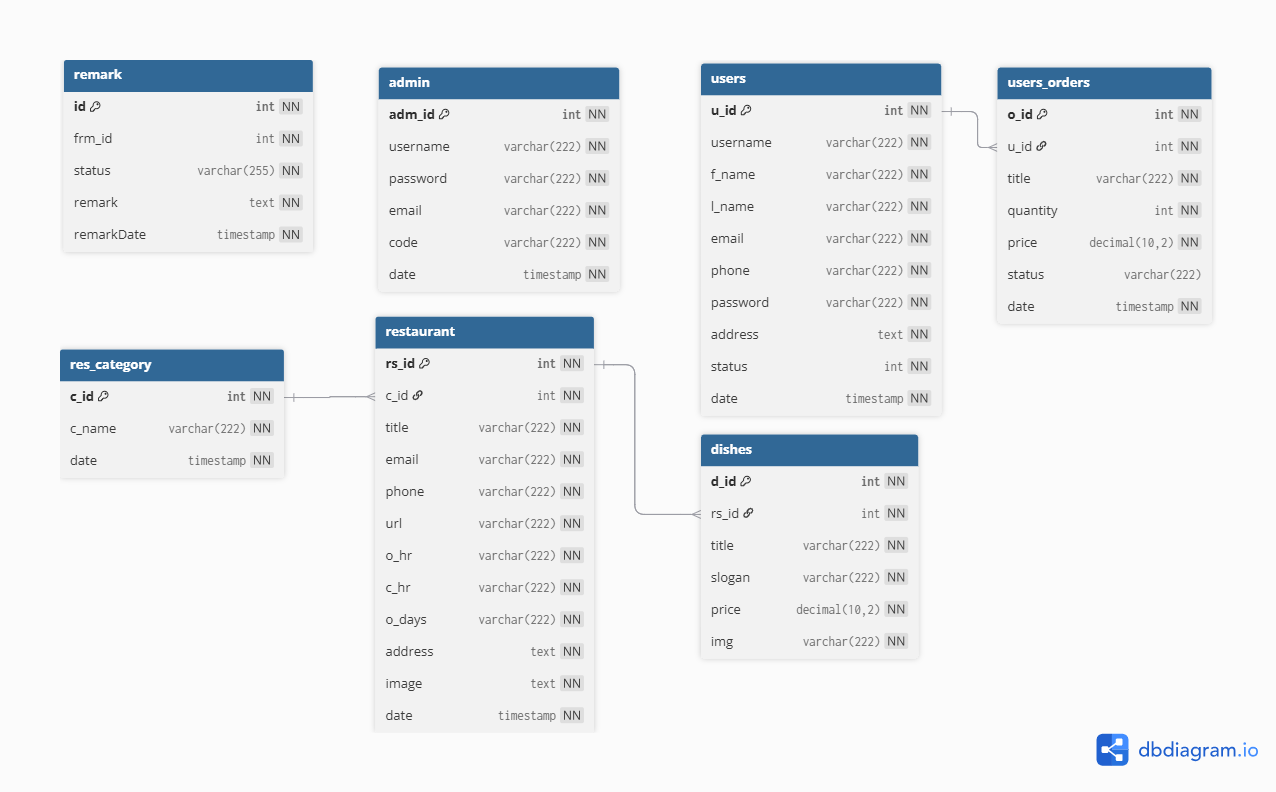 remark
id int NN
frm_id int NN
status varchar(255) NN
remark text NN
remarkDate timestamp NN
admin
adm_id int NN
username varchar(222) NN
password varchar(222) NN
email varchar(222) NN
code varchar(222) NN
date timestamp NN
users
u_id int NN
username varchar(222) NN
f_name varchar(222) NN
l_name varchar(222) NN
email varchar(222) NN
phone varchar(222) NN
password varchar(222) NN
address text NN
status int NN
date timestamp NN
users_orders
o_id int NN
u_id int NN
title varchar(222) NN
quantity int NN
price decimal(10,2) NN
status varchar(222)
date timestamp NN
res_category
c_id int NN
c_name varchar(222) NN
date timestamp NN
restaurant
rs_id int NN
c_id int NN
title varchar(222) NN
email varchar(222) NN
phone varchar(222) NN
url varchar(222) NN
o_hr varchar(222) NN
c_hr varchar(222) NN
o_days varchar(222) NN
address text NN
image text NN
date timestamp NN
dishes
d_id int NN
rs_id int NN
title varchar(222) NN
slogan varchar(222) NN
price decimal(10,2) NN
img varchar(222) NN
dbdiagram.io